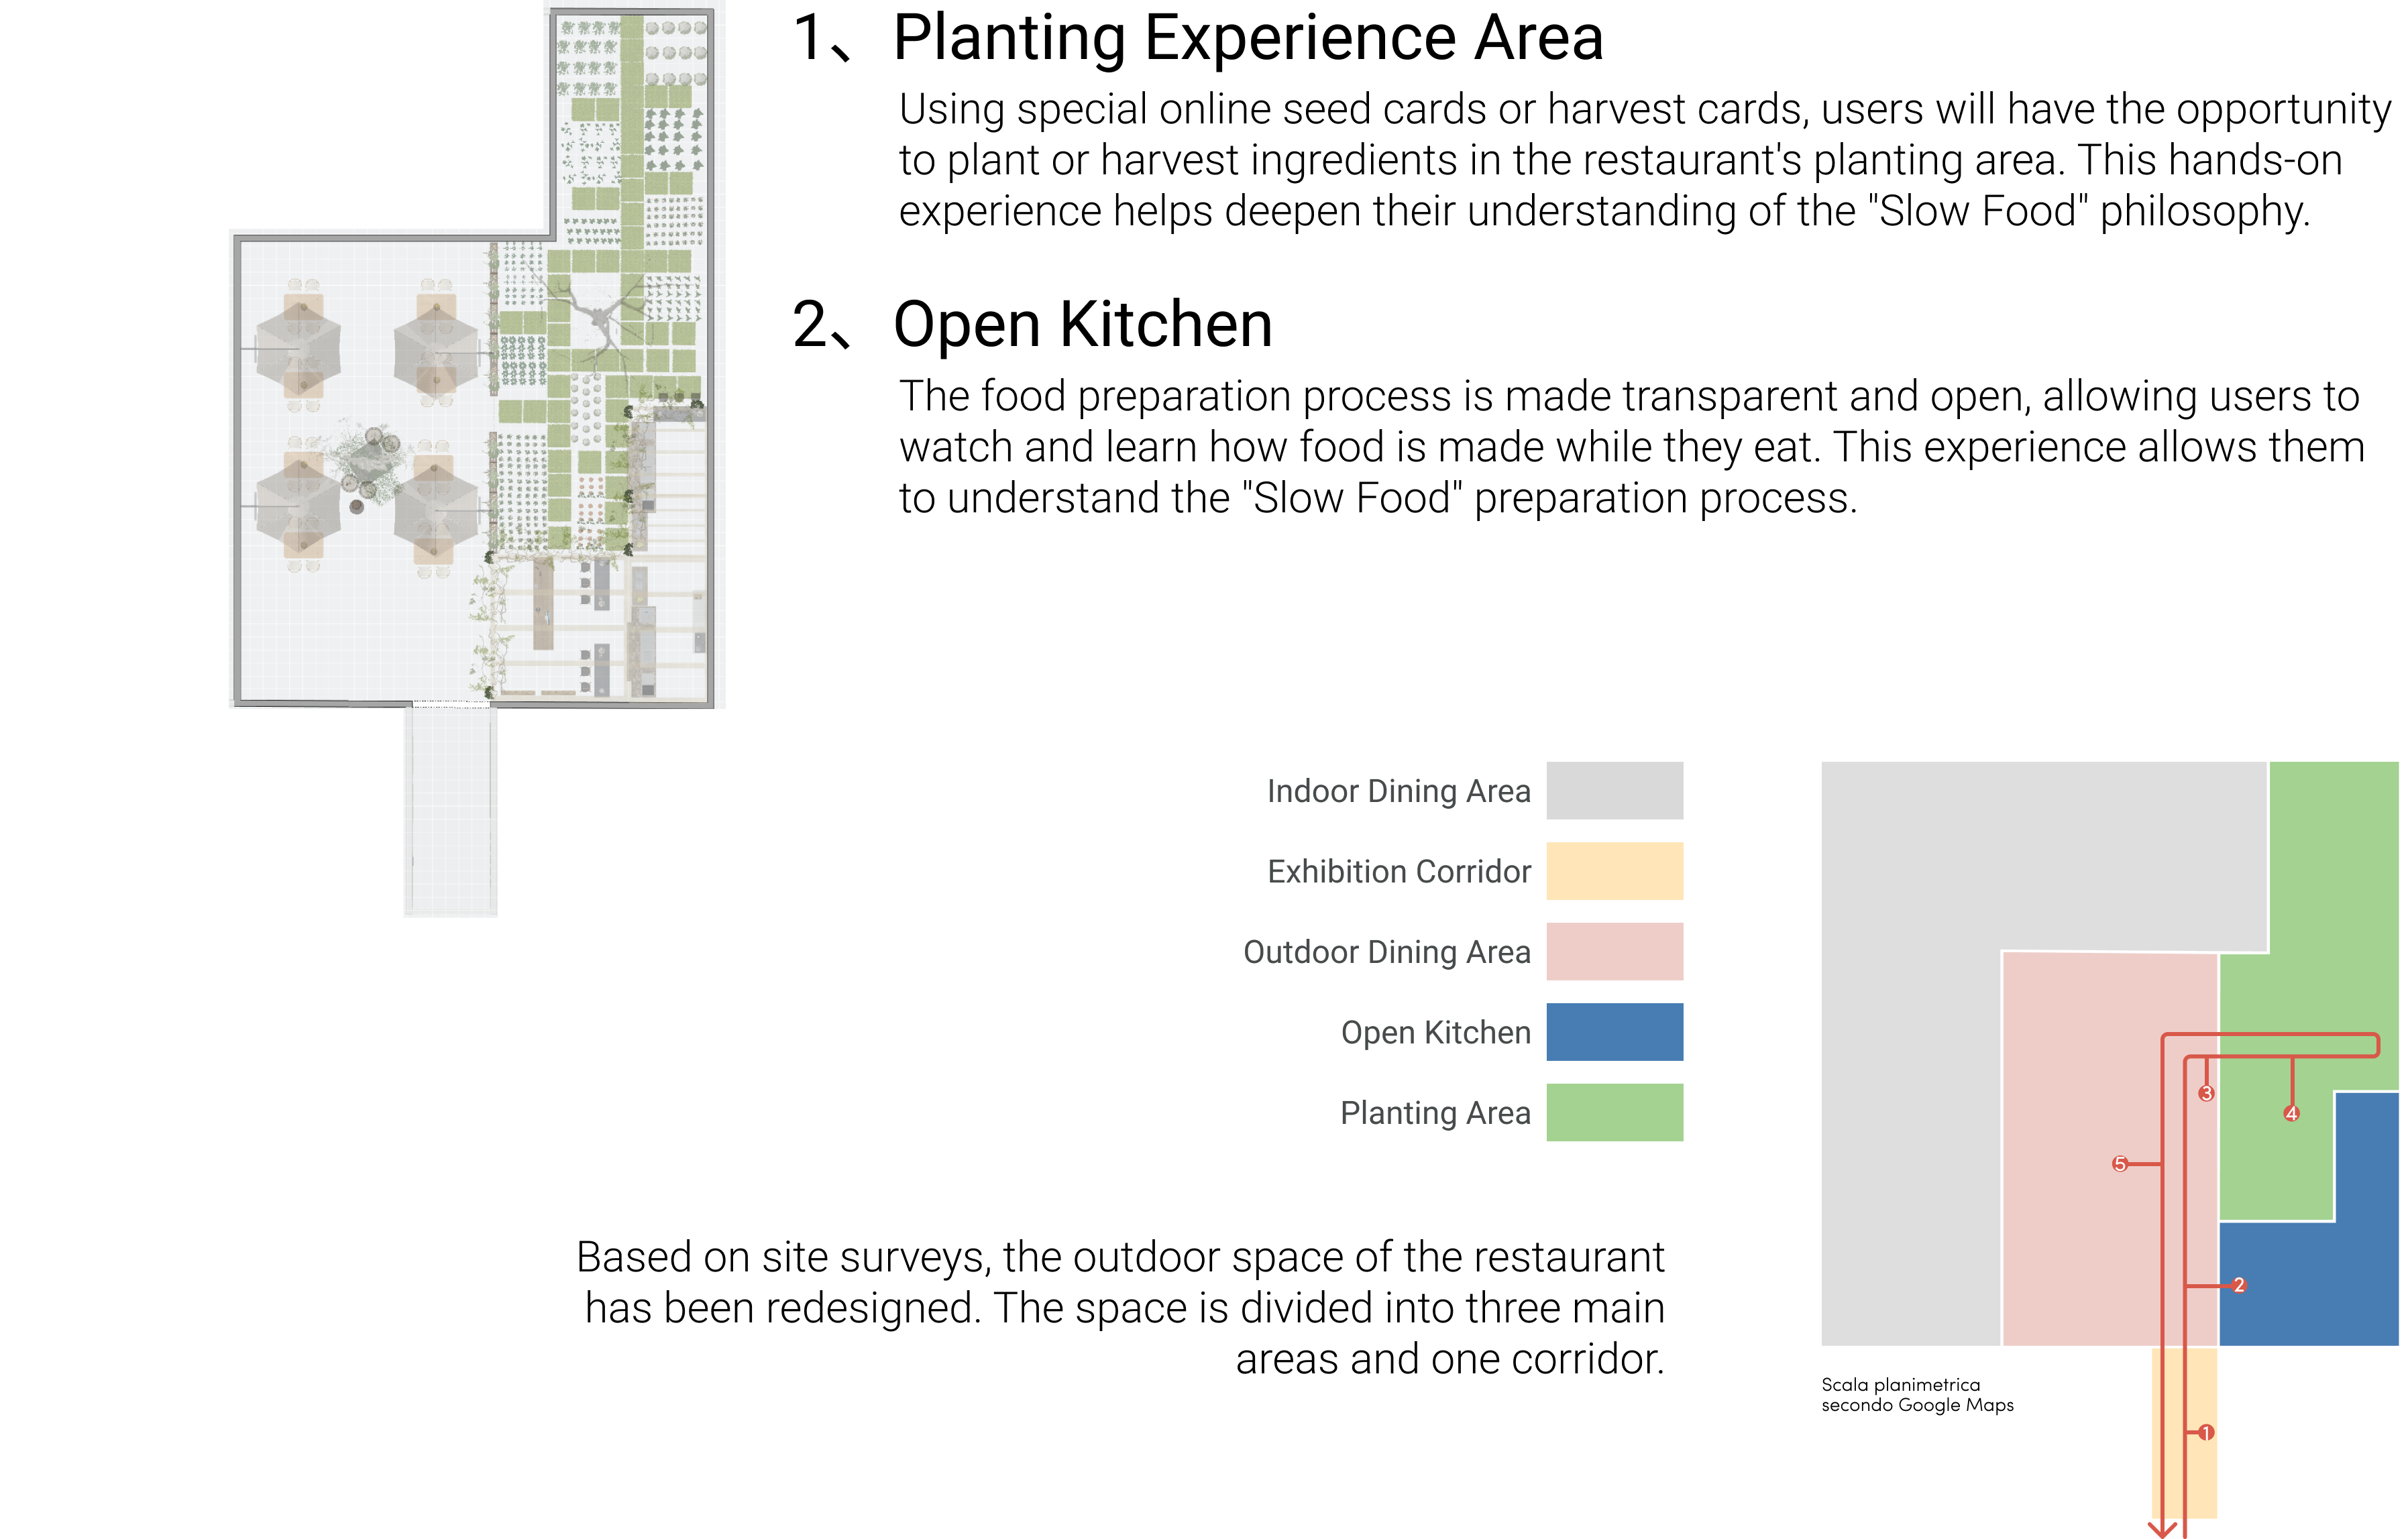 1、 Planting Experience Area
Using special online seed cards or harvest cards, users will have the opportunity
to plant or harvest ingredients in the restaurant's planting area. This hands-on
experience helps deepen their understanding of the "Slow Food" philosophy.
2、 Open Kitchen
The food preparation process is made transparent and open, allowing users to
watch and learn how food is made while they eat. This experience allows them
to understand the "Slow Food" preparation process.
Indoor Dining Area
Exhibition Corridor
Outdoor Dining Area
Open Kitchen
Planting Area
Based on site surveys, the outdoor space of the restaurant
has been redesigned. The space is divided into three main
areas and one corridor.
3
4
5
2
Scala planimetrica
secondo Google Maps
1